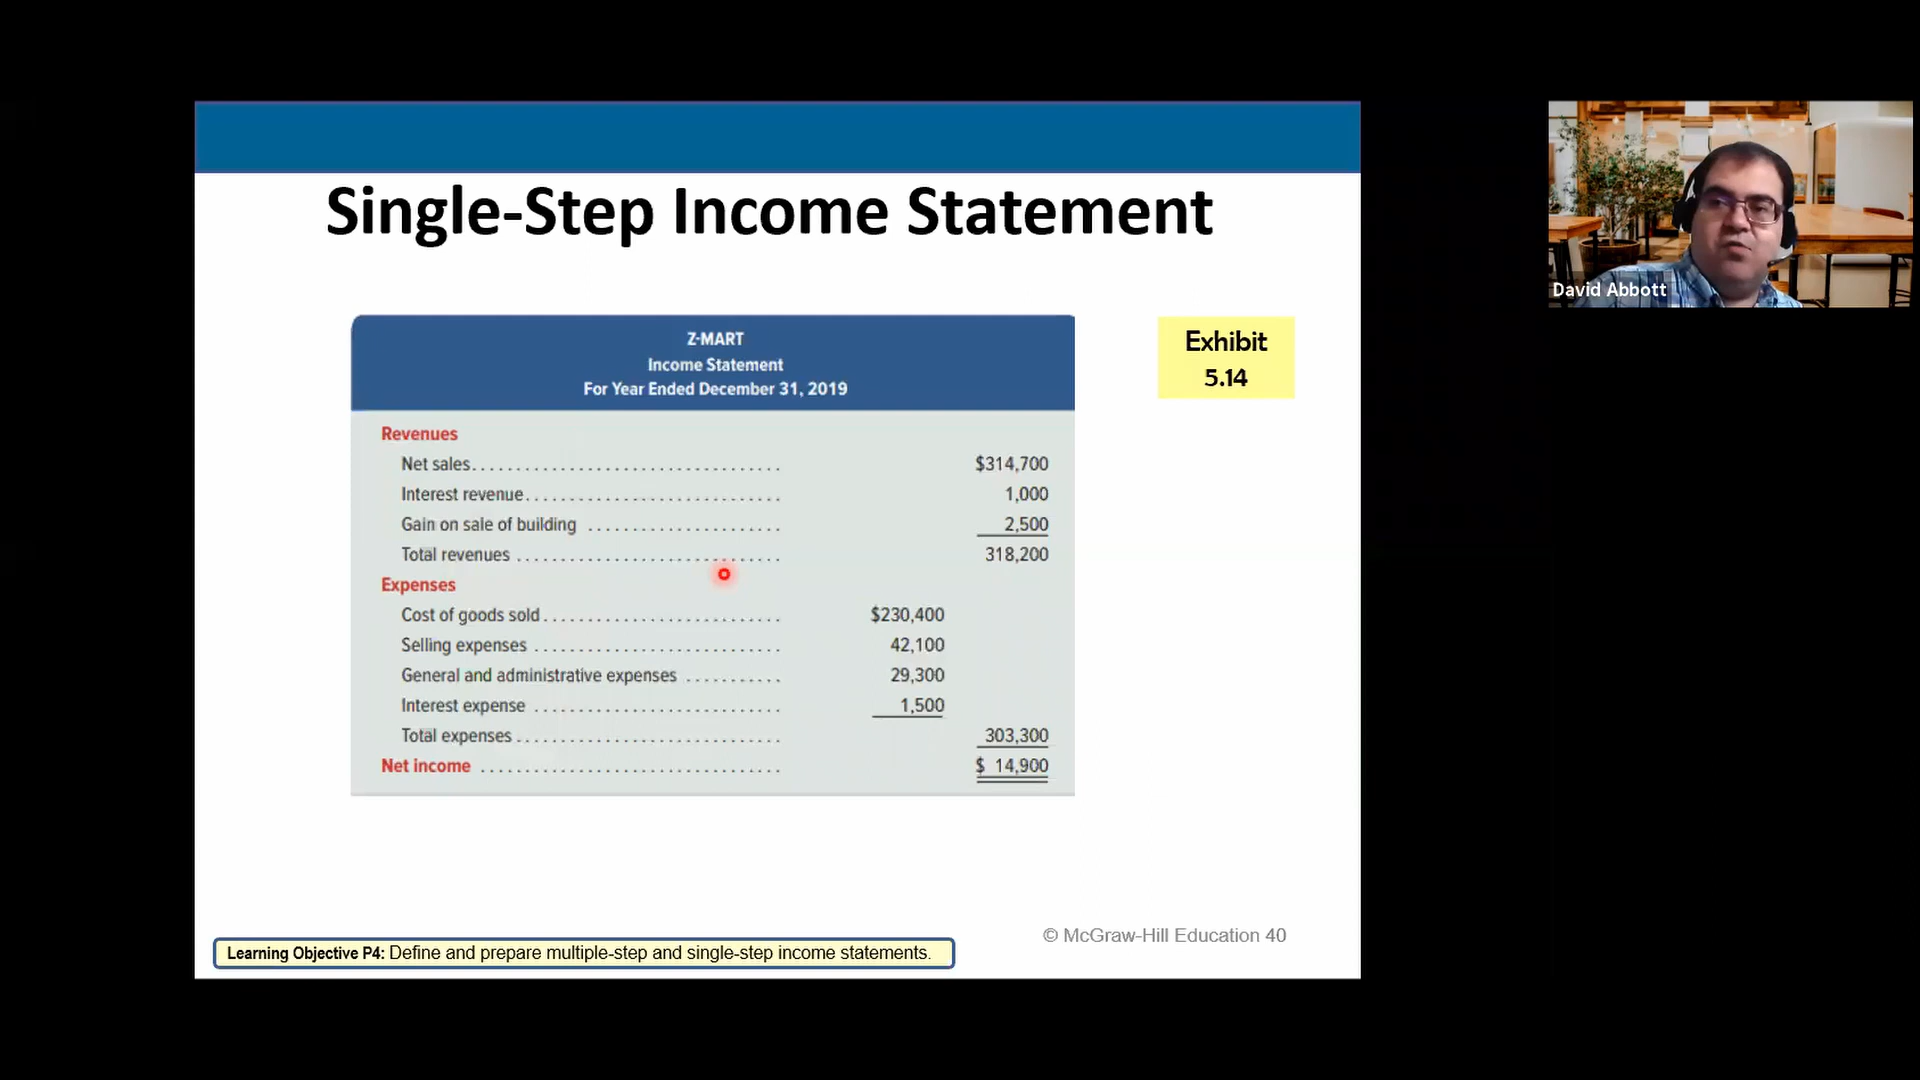 Single-Step Income Statement
Z-MART
Income Statement
For Year Ended December 31, 2019
Exhibit
5.14
Revenues
Net sales $314,700
Interest revenue 1,000
Gain on sale of building 2,500
Total revenues 318,200
Expenses
Cost of goods sold $230,400
Selling expenses 42,100
General and administrative expenses 29,300
Interest expense 1,500
Total expenses 303,300
Net income $ 14,900
© McGraw-Hill Education 40
Learning Objective P4: Define and prepare multiple-step and single-step income statements.
David Abbott